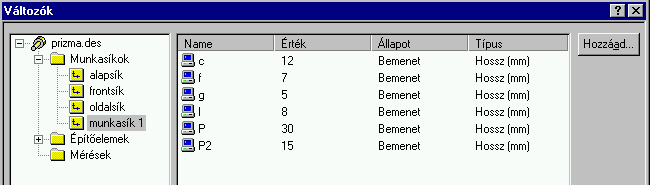 Változók
prizma.des
Munkasíkok
alapsík
frontsík
oldalsík
munkasík 1
Építőelemek
Mérések
Name Érték Állapot Típus
c 12 Bemenet Hossz (mm)
f 7 Bemenet Hossz (mm)
g 5 Bemenet Hossz (mm)
l 8 Bemenet Hossz (mm)
P 30 Bemenet Hossz (mm)
P2 15 Bemenet Hossz (mm)
Hozzáad...